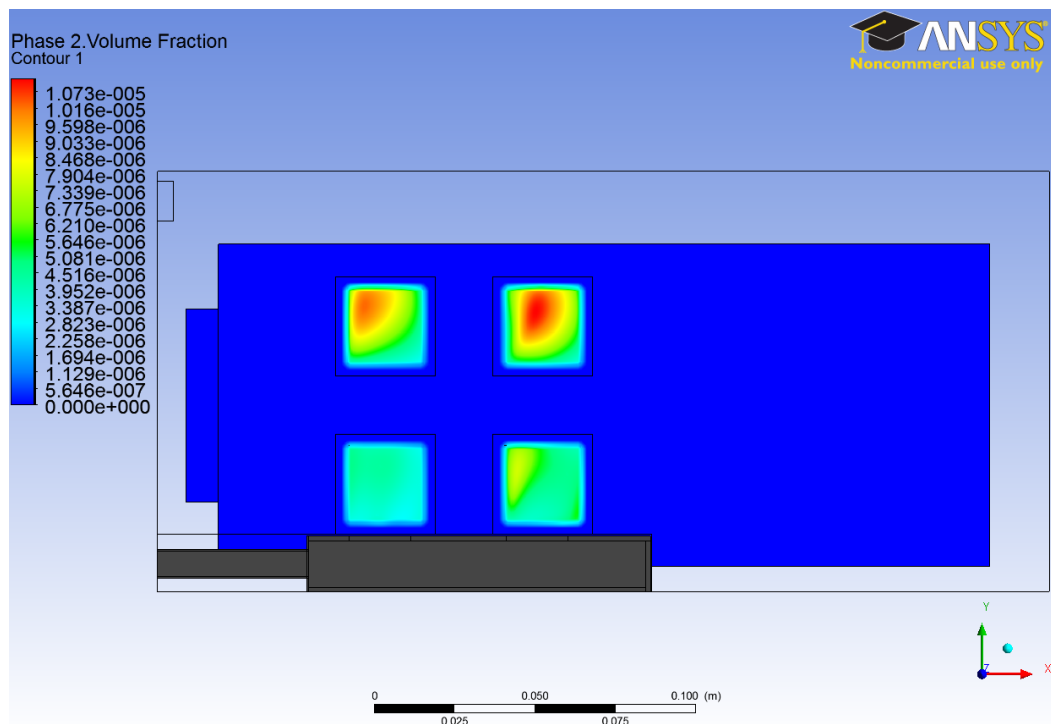 Phase 2.Volume Fraction
Contour 1
ANSYS
Noncommercial use only
1.073e-005
1.016e-005
9.598e-006
9.033e-006
8.468e-006
7.904e-006
7.339e-006
6.775e-006
6.210e-006
5.646e-006
5.081e-006
4.516e-006
3.952e-006
3.387e-006
2.823e-006
2.258e-006
1.694e-006
1.129e-006
5.646e-007
0.000e+000
Y
X
Z
0 0.050 0.100 (m)
0.025 0.075